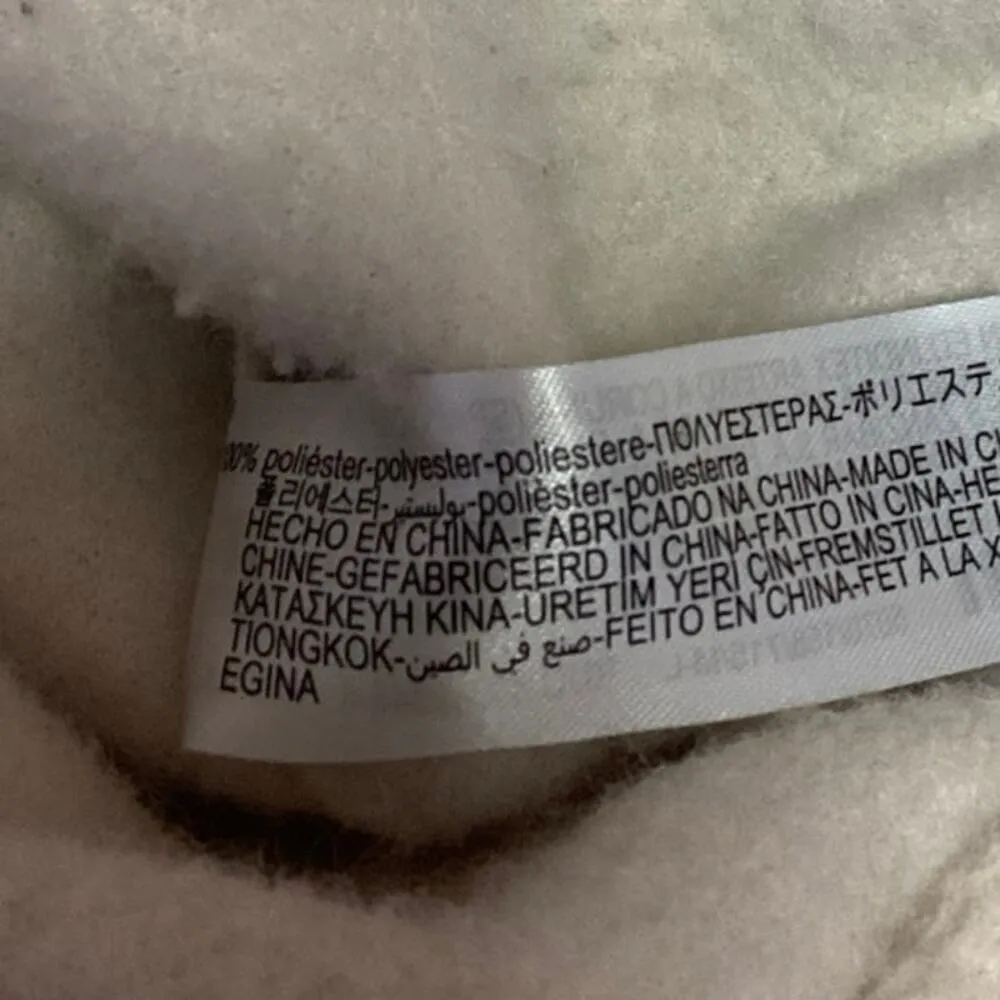 00% poliéster-polyester-poliestere-ΠΟΛΥΕΣΤΕΡΑΣ-ポリエステ
폴리에스터-بوليستر-poliéster-poliesterra
HECHO EN CHINA-FABRICADO NA CHINA-MADE IN C
CHINE-GEFABRICEERD IN CHINA-FATTO IN CINA-HE
ΚΑΤΑΣΚΕΥΗ ΚΙΝΑ-URETIM YERİ ÇİN-FREMSTILLET
TIONGKOK-صنع في الصين-FEITO EN CHINA-FET A LA X
EGINA